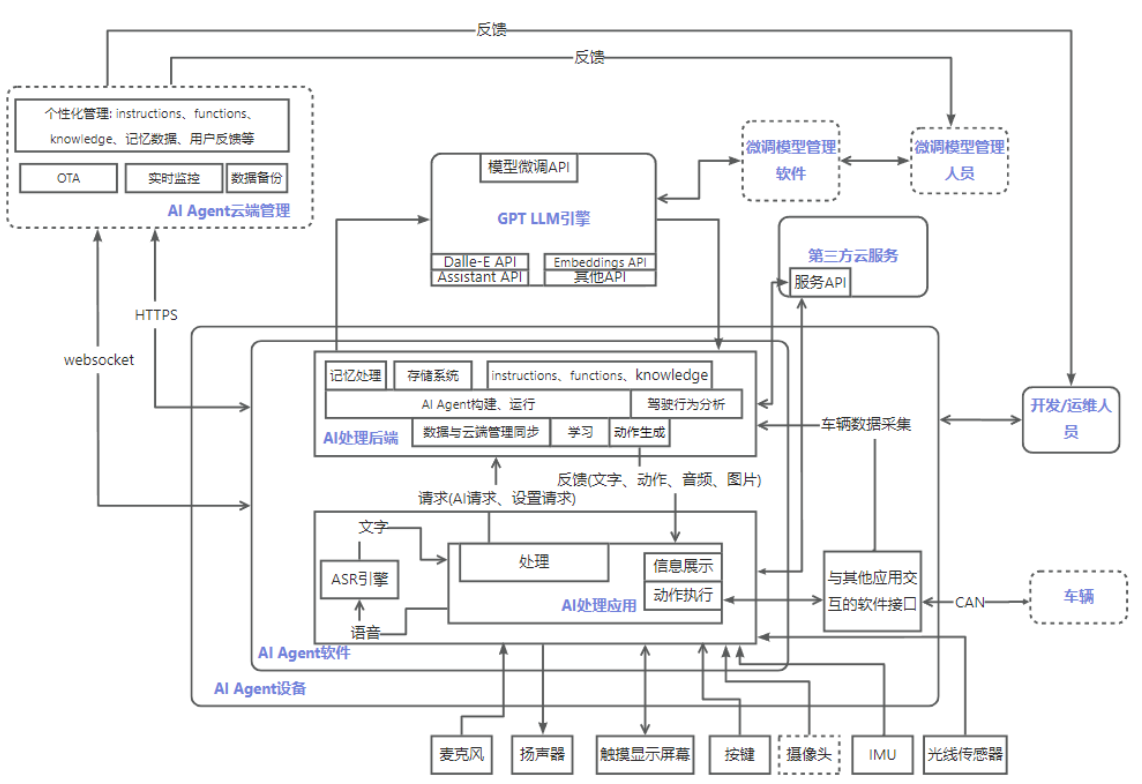 反馈
反馈
个性化管理: instructions、functions、
knowledge、记忆数据、用户反馈等
OTA
实时监控
数据备份
AI Agent云端管理
模型微调API
GPT LLM引擎
Dalle-E API
Embeddings API
Assistant API
其他API
微调模型管理
软件
微调模型管理
人员
第三方云服务
服务API
HTTPS
websocket
记忆处理
存储系统
instructions、functions、knowledge
AI Agent构建、运行
驾驶行为分析
AI处理后端
数据与云端管理同步
学习
动作生成
车辆数据采集
开发/运维人
员
反馈(文字、动作、音频、图片)
请求(AI请求、设置请求)
文字
处理
ASR引擎
信息展示
动作执行
AI处理应用
语音
与其他应用交
互的软件接口
CAN
车辆
AI Agent软件
AI Agent设备
麦克风
扬声器
触摸显示屏幕
按键
摄像头
IMU
光线传感器